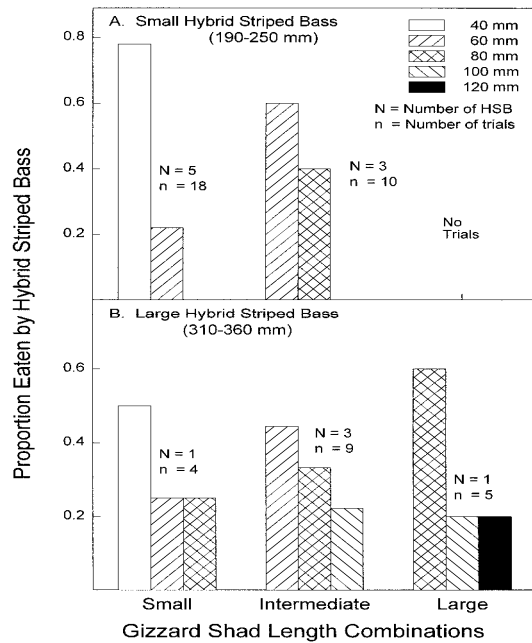 A. Small Hybrid Striped Bass
(190-250 mm)
40 mm
60 mm
80 mm
100 mm
120 mm
N = Number of HSB
n = Number of trials
0.8
0.6
0.4
0.2
N = 5
n = 18
N = 3
n = 10
No
Trials
Proportion Eaten by Hybrid Striped Bass
B. Large Hybrid Striped Bass
(310-360 mm)
0.6
0.4
0.2
N = 1
n = 4
N = 3
n = 9
N = 1
n = 5
Small Intermediate Large
Gizzard Shad Length Combinations